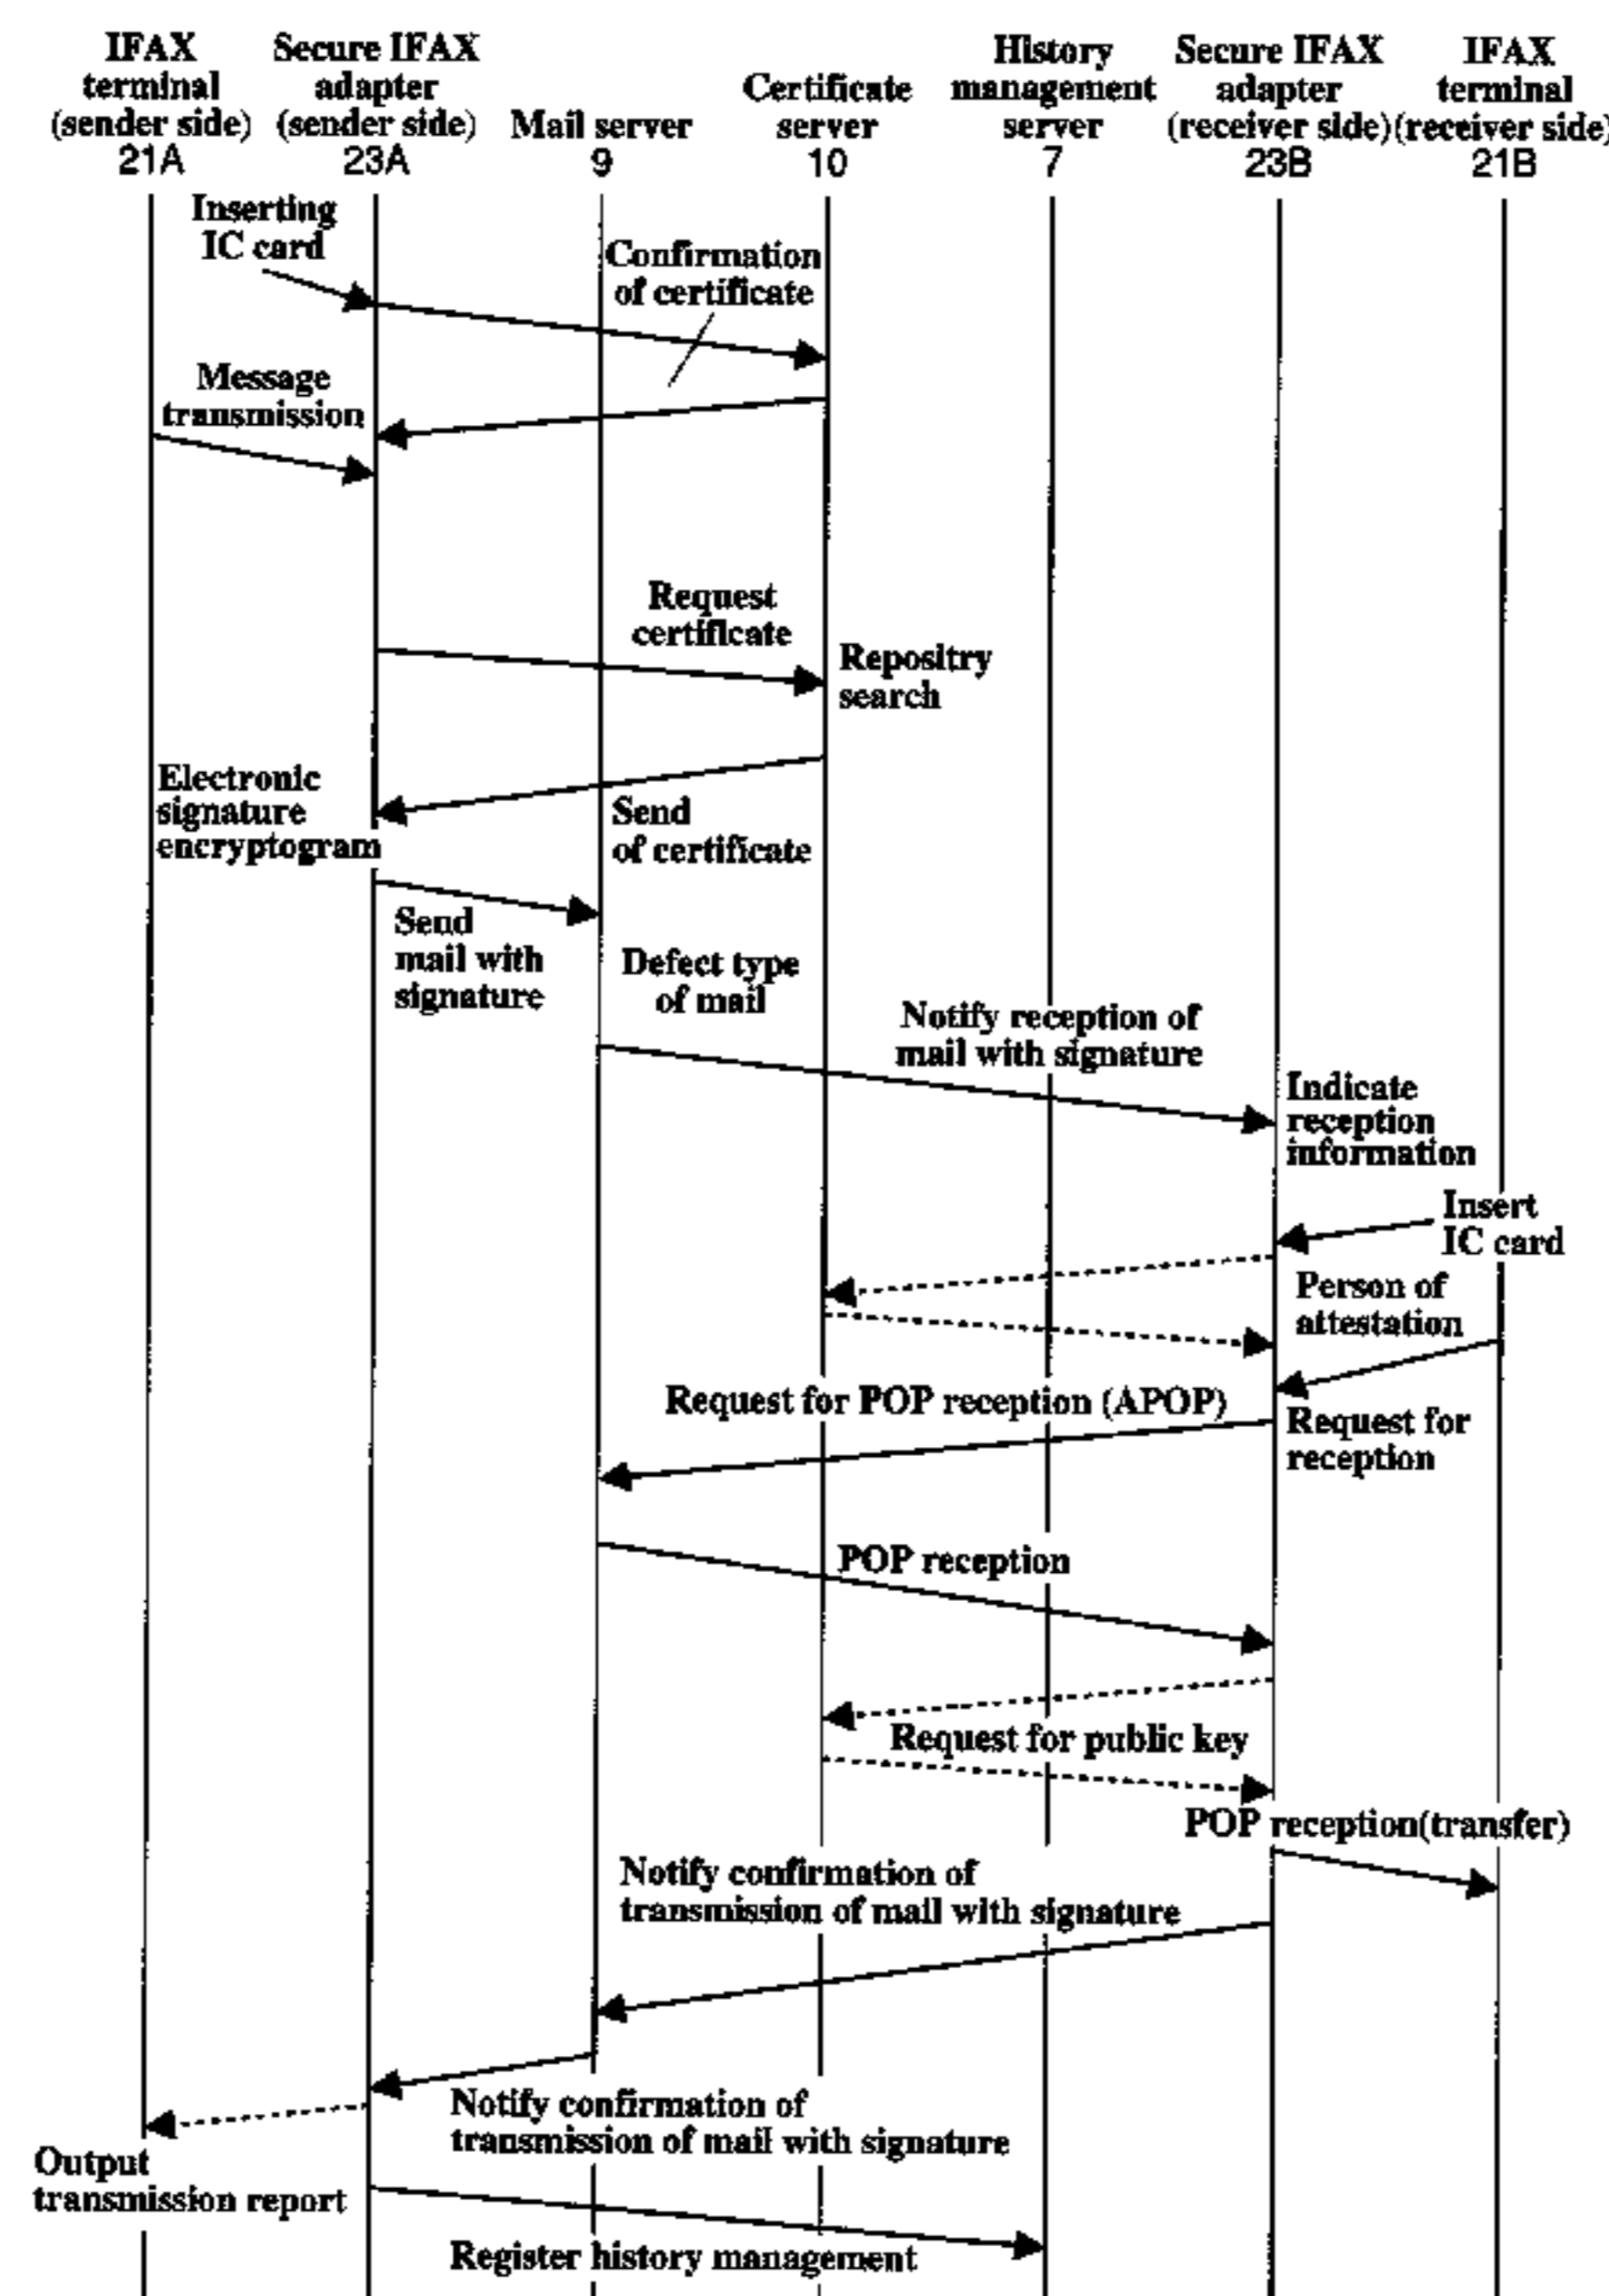 IFAX
terminal
(sender side)
21A
Secure IFAX
adapter
(sender side)
23A
Mail server
9
Certificate
server
10
History
management
server
7
Secure IFAX
adapter
(receiver side)
23B
IFAX
terminal
(receiver side)
21B
Inserting
IC card
Confirmation
of certificate
Message
transmission
Request
certificate
Repositry
search
Electronic
signature
encryptogram
Send
of certificate
Send
mail with
signature
Defect type
of mail
Notify reception of
mail with signature
Indicate
reception
information
Insert
IC card
Person of
attestation
Request for POP reception (APOP)
Request for
reception
POP reception
Request for public key
POP reception(transfer)
Notify confirmation of
transmission of mail with signature
Notify confirmation of
transmission of mail with signature
Output
transmission report
Register history management